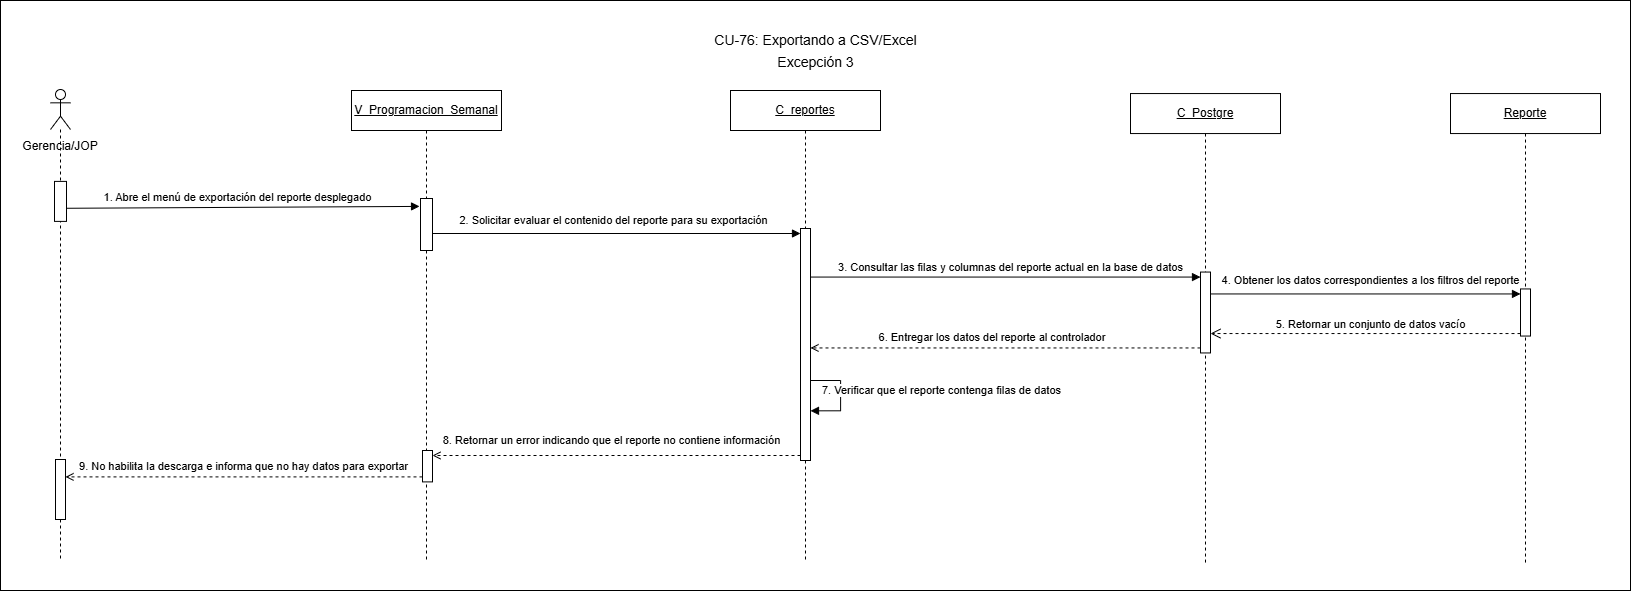 CU-76: Exportando a CSV/Excel
Excepción 3
Gerencia/JOP
V_Programacion_Semanal
C_reportes
C_Postgre
Reporte
1. Abre el menú de exportación del reporte desplegado
2. Solicitar evaluar el contenido del reporte para su exportación
3. Consultar las filas y columnas del reporte actual en la base de datos
4. Obtener los datos correspondientes a los filtros del reporte
5. Retornar un conjunto de datos vacío
6. Entregar los datos del reporte al controlador
7. Verificar que el reporte contenga filas de datos
8. Retornar un error indicando que el reporte no contiene información
9. No habilita la descarga e informa que no hay datos para exportar